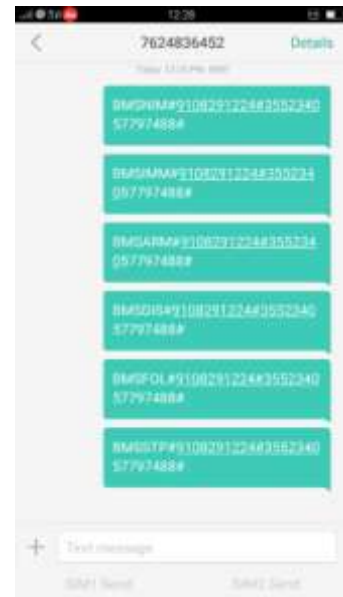 12:28
7624836452 Details
BMSNIM#9108291224#3552340
57797488#
BMSIMM#9108291224#355234
057797488#
BMSARM#9108291224#355234
057797488#
BMSDIS#9108291224#3552340
57797488#
BMSFOL#9108291224#3552340
57797488#
BMSSTP#9108291224#3552340
57797488#
Text message
SIM1 Send SIM2 Send